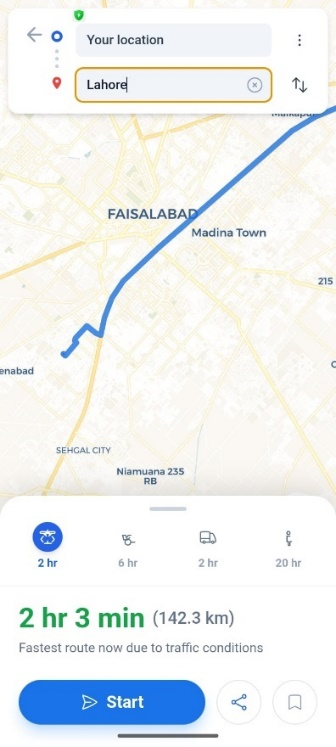 Your location
Lahore
FAISALABAD
Madina Town
215
enabad
SEHGAL CITY
Niamuana 235
RB
2 hr
6 hr
2 hr
20 hr
2 hr 3 min (142.3 km)
Fastest route now due to traffic conditions
Start